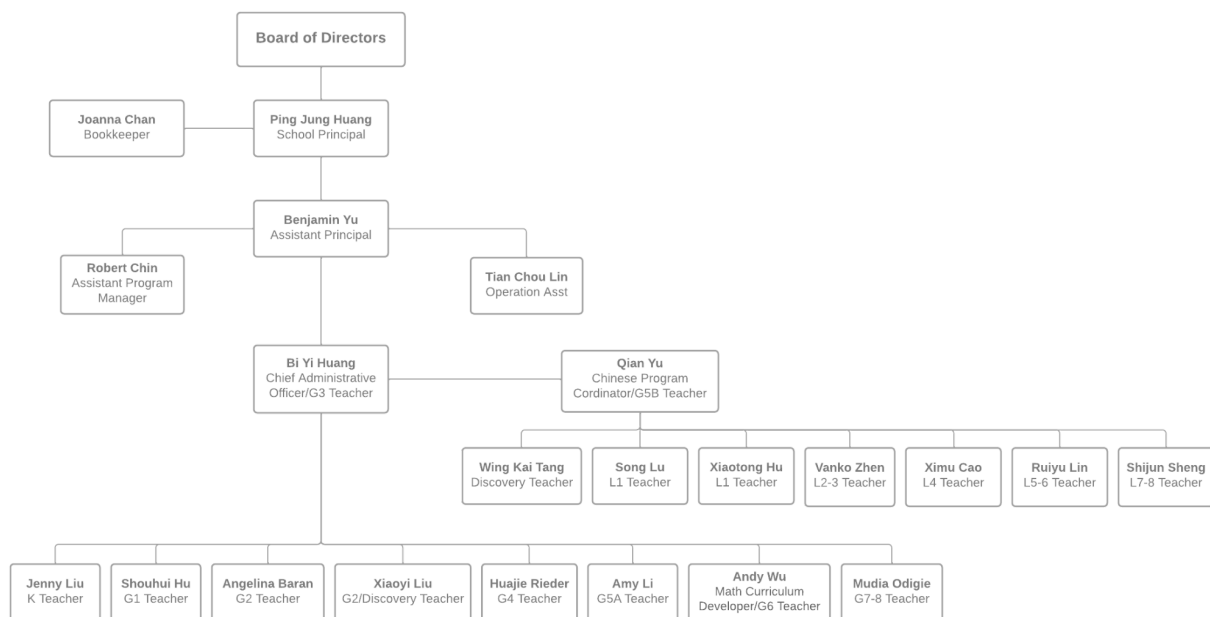 Board of Directors
Joanna Chan
Bookkeeper
Ping Jung Huang
School Principal
Benjamin Yu
Assistant Principal
Robert Chin
Assistant Program
Manager
Tian Chou Lin
Operation Asst
Bi Yi Huang
Chief Administrative
Officer/G3 Teacher
Qian Yu
Chinese Program
Cordinator/G5B Teacher
Wing Kai Tang
Discovery Teacher
Song Lu
L1 Teacher
Xiaotong Hu
L1 Teacher
Vanko Zhen
L2-3 Teacher
Ximu Cao
L4 Teacher
Ruiyu Lin
L5-6 Teacher
Shijun Sheng
L7-8 Teacher
Jenny Liu
K Teacher
Shouhui Hu
G1 Teacher
Angelina Baran
G2 Teacher
Xiaoyi Liu
G2/Discovery Teacher
Huajie Rieder
G4 Teacher
Amy Li
G5A Teacher
Andy Wu
Math Curriculum
Developer/G6 Teacher
Mudia Odigie
G7-8 Teacher